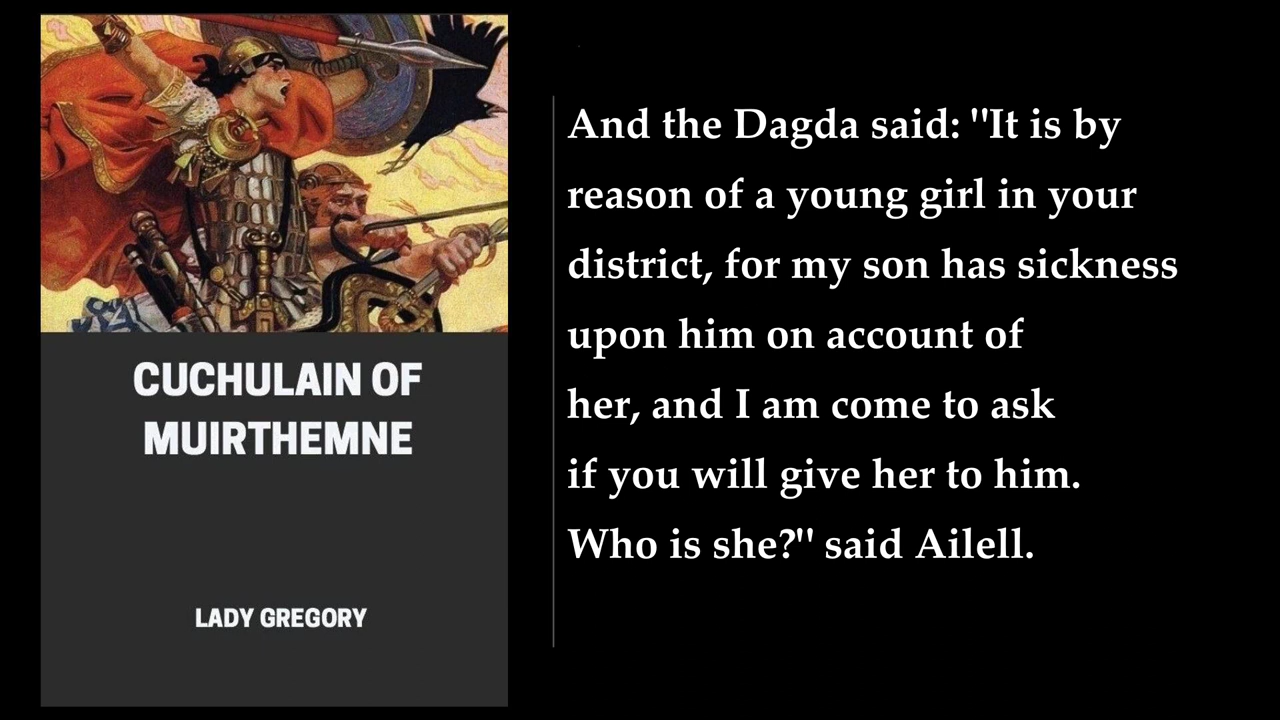 CUCHULAIN OF
MUIRTHEMNE
LADY GREGORY
And the Dagda said: "It is by
reason of a young girl in your
district, for my son has sickness
upon him on account of
her, and I am come to ask
if you will give her to him.
Who is she?" said Ailell.